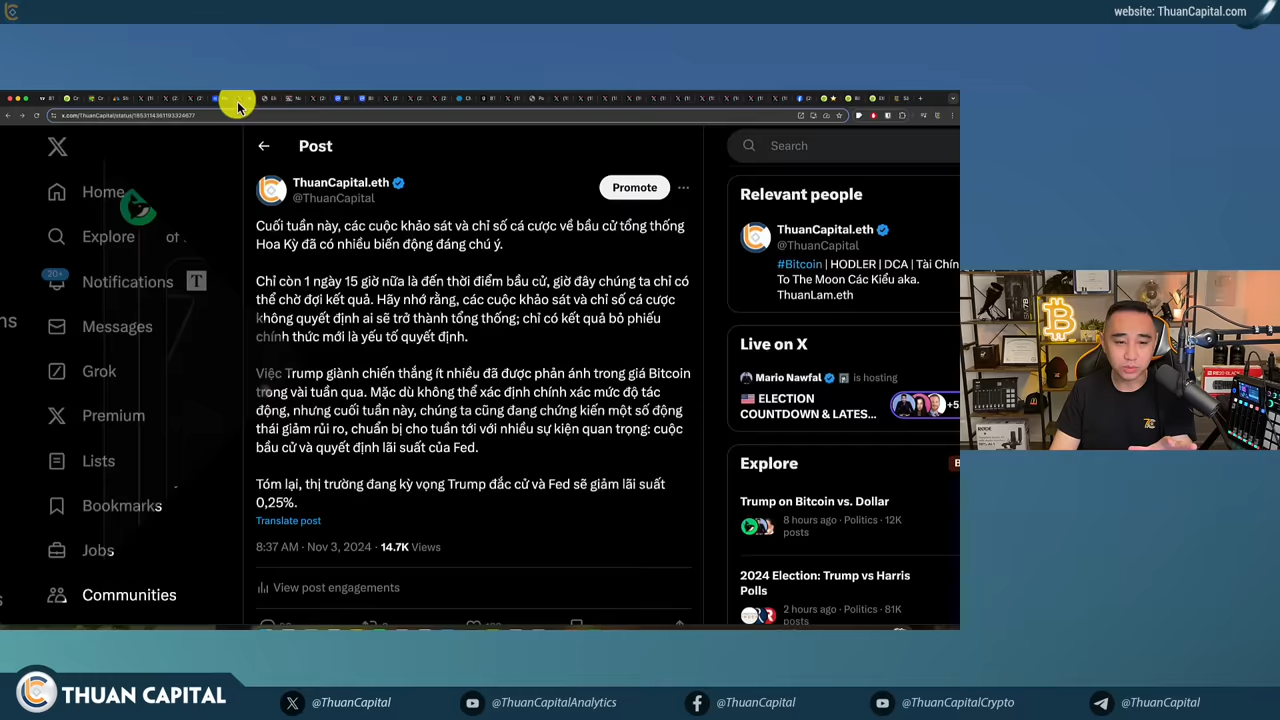 website: ThuanCapital.com
x.com/ThuanCapital/status/1853114361193324677
Home
Explore
Notifications
20+
Messages
Grok
Premium
Lists
Bookmarks
Jobs
Communities
Post
ThuanCapital.eth
@ThuanCapital
Promote
Cuối tuần này, các cuộc khảo sát và chỉ số cá cược về bầu cử tổng thống
Hoa Kỳ đã có nhiều biến động đáng chú ý.
Chỉ còn 1 ngày 15 giờ nữa là đến thời điểm bầu cử, giờ đây chúng ta chỉ có
thể chờ đợi kết quả. Hãy nhớ rằng, các cuộc khảo sát và chỉ số cá cược
không quyết định ai sẽ trở thành tổng thống; chỉ có kết quả bỏ phiếu
chính thức mới là yếu tố quyết định.
Việc Trump giành chiến thắng ít nhiều đã được phản ánh trong giá Bitcoin
trong vài tuần qua. Mặc dù không thể xác định chính xác mức độ tác
động, nhưng cuối tuần này, chúng ta cũng đang chứng kiến một số động
thái giảm rủi ro, chuẩn bị cho tuần tới với nhiều sự kiện quan trọng: cuộc
bầu cử và quyết định lãi suất của Fed.
Tóm lại, thị trường đang kỳ vọng Trump đắc cử và Fed sẽ giảm lãi suất
0,25%.
Translate post
8:37 AM · Nov 3, 2024 · 14.7K Views
View post engagements
Search
Relevant people
ThuanCapital.eth
@ThuanCapital
#Bitcoin | HODLER | DCA | Tài Chín
To The Moon Các Kiểu aka.
ThuanLam.eth
Live on X
Mario Nawfal is hosting
ELECTION
COUNTDOWN & LATES...
+5
Explore
Trump on Bitcoin vs. Dollar
8 hours ago · Politics · 12K
posts
2024 Election: Trump vs Harris
Polls
2 hours ago · Politics · 81K
posts
RODE
THUAN CAPITAL
@ThuanCapital
@ThuanCapitalAnalytics
@ThuanCapital
@ThuanCapitalCrypto
@ThuanCapital